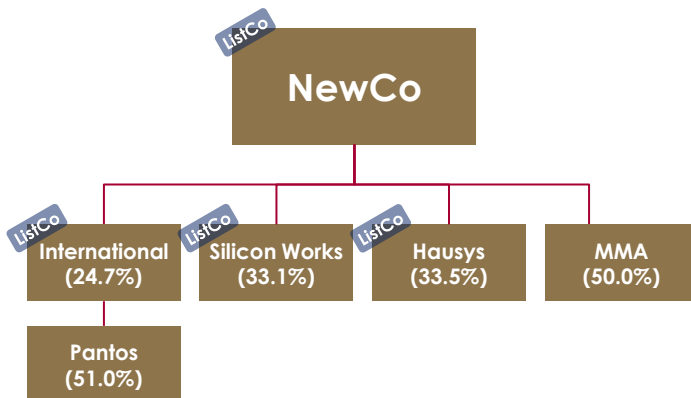 ListCo
NewCo
ListCo
International
(24.7%)
ListCo
Silicon Works
(33.1%)
ListCo
Hausys
(33.5%)
MMA
(50.0%)
Pantos
(51.0%)